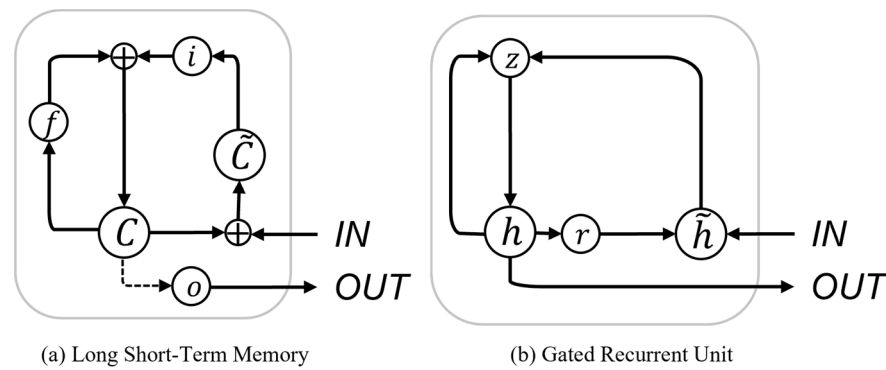 i
z
f
C̃
C
IN
h
r
h̃
IN
o
OUT
OUT
(a) Long Short-Term Memory
(b) Gated Recurrent Unit